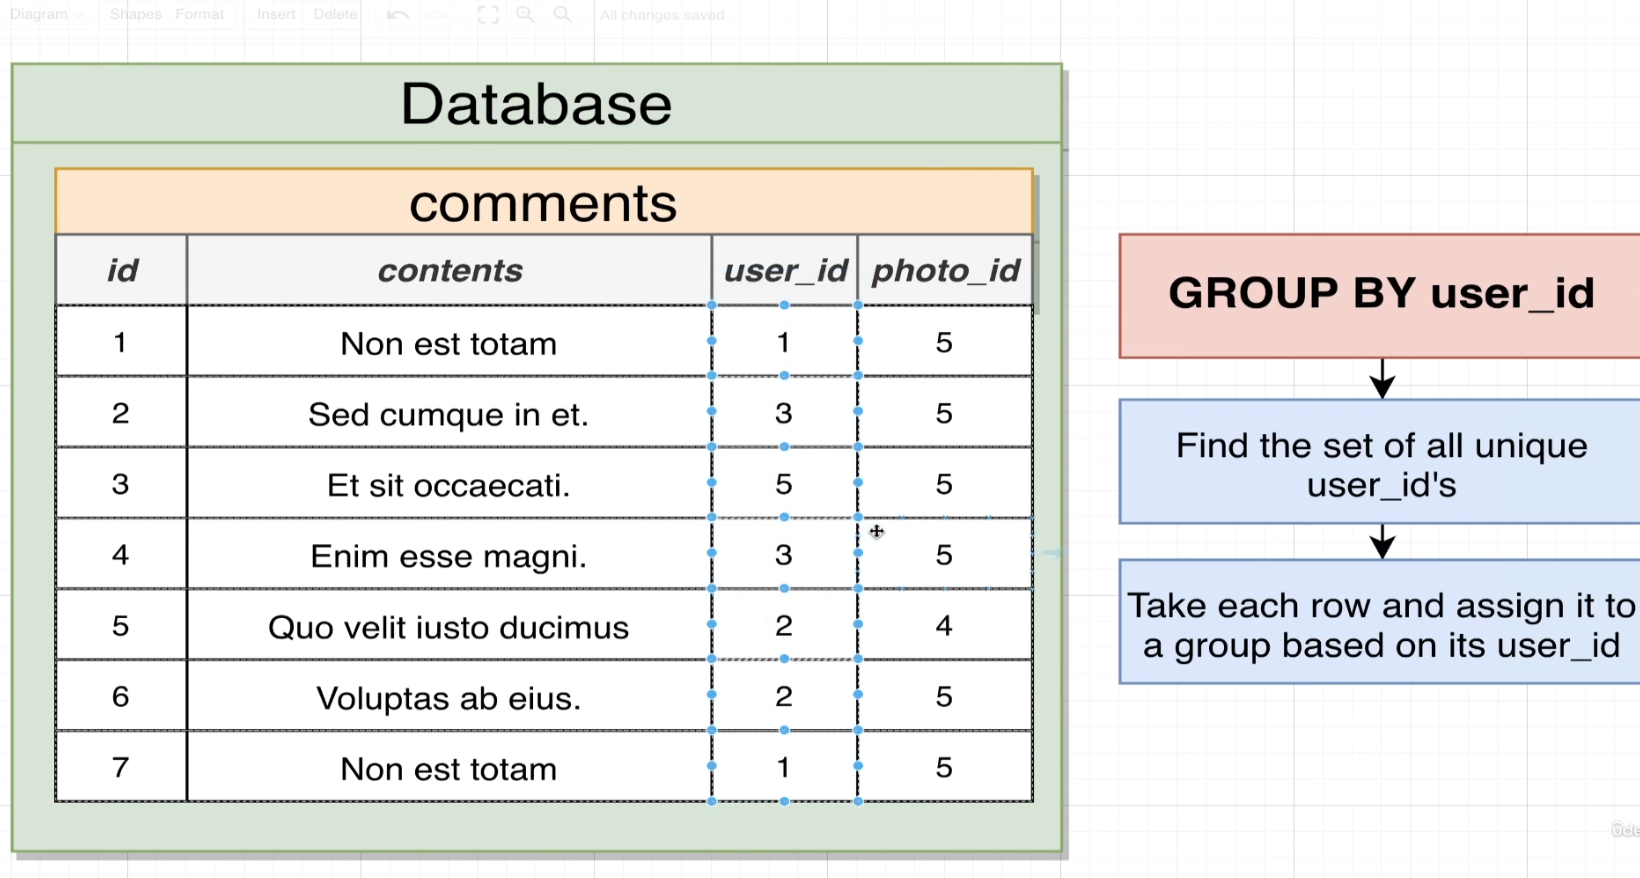 Diagram Shapes Format Insert Delete All changes saved
Database
comments
id contents user_id photo_id
1 Non est totam 1 5
2 Sed cumque in et. 3 5
3 Et sit occaecati. 5 5
4 Enim esse magni. 3 5
5 Quo velit iusto ducimus 2 4
6 Voluptas ab eius. 2 5
7 Non est totam 1 5
GROUP BY user_id
Find the set of all unique
user_id's
Take each row and assign it to
a group based on its user_id